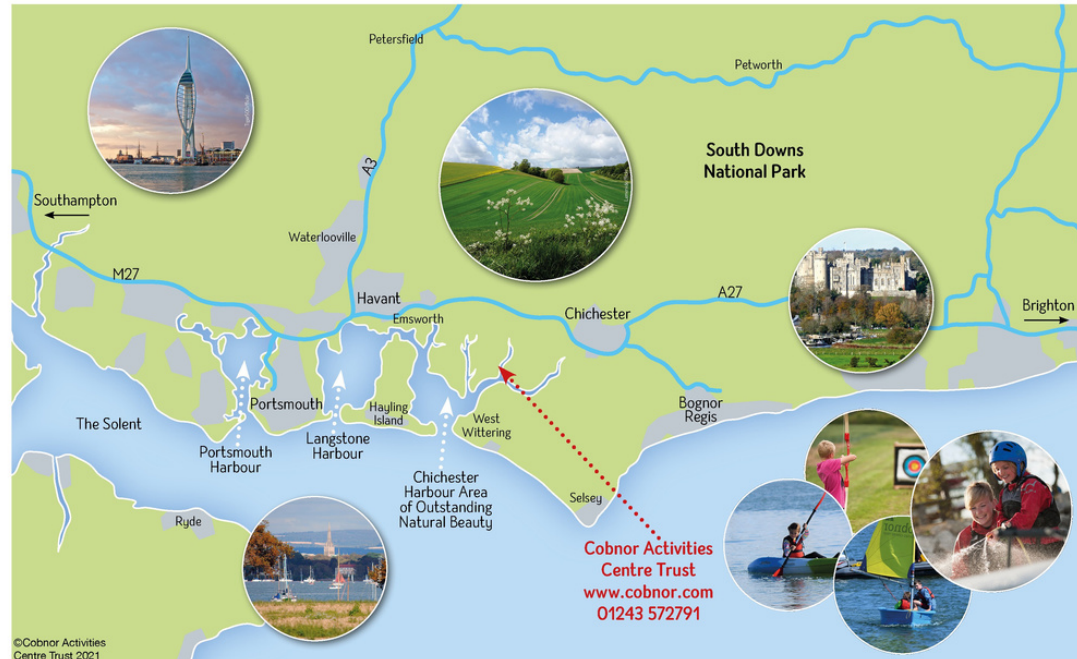 Petersfield
Petworth
A3
South Downs
National Park
Southampton
Waterlooville
M27
Havant
Emsworth
Chichester
A27
Brighton
The Solent
Portsmouth
Hayling
Island
West
Wittering
Bognor
Regis
Portsmouth
Harbour
Langstone
Harbour
Chichester
Harbour Area
of Outstanding
Natural Beauty
Selsey
Ryde
Cobnor Activities
Centre Trust
www.cobnor.com
01243 572791
©Cobnor Activities
Centre Trust 2021